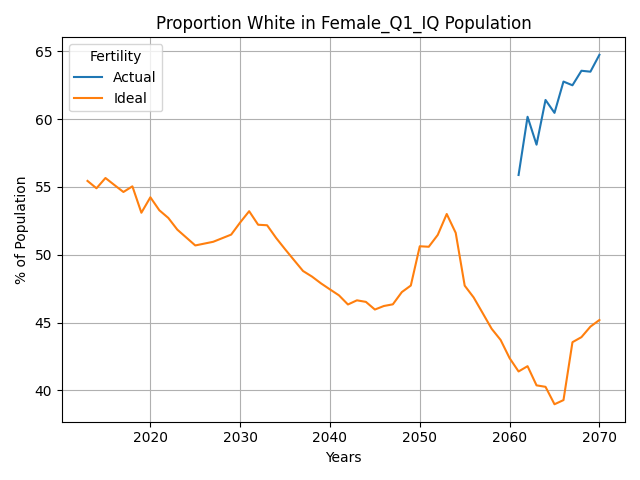 Proportion White in Female_Q1_IQ Population
Fertility
Actual
Ideal
% of Population
65
60
55
50
45
40
2020 2030 2040 2050 2060 2070
Years